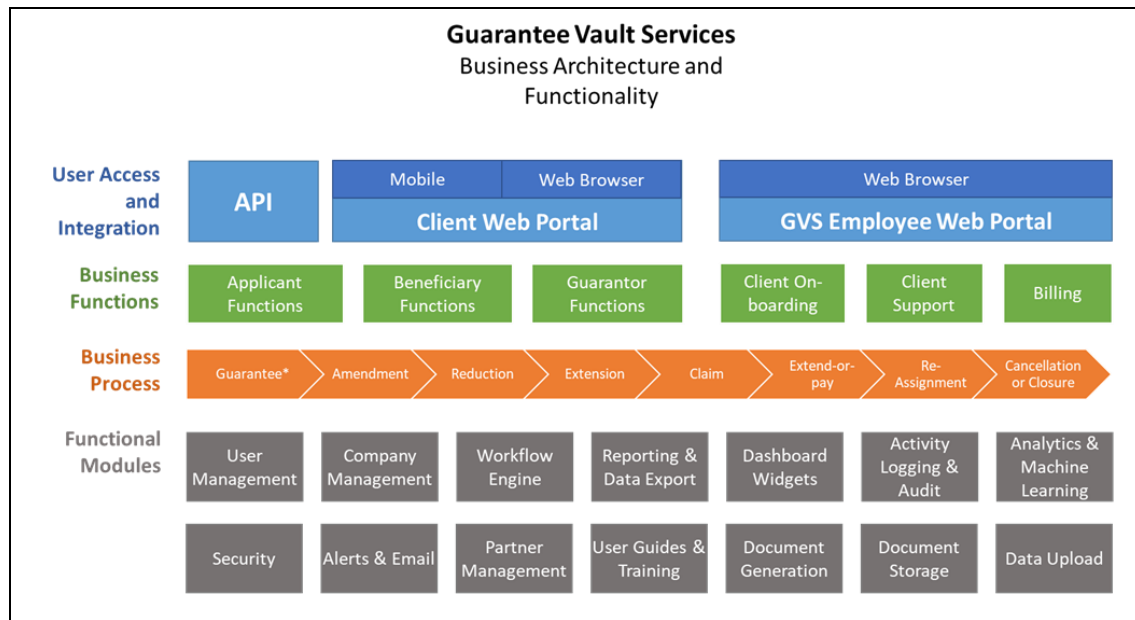 Guarantee Vault Services
Business Architecture and
Functionality
User Access
and
Integration
API
Mobile
Web Browser
Client Web Portal
Web Browser
GVS Employee Web Portal
Business
Functions
Applicant
Functions
Beneficiary
Functions
Guarantor
Functions
Client On-
boarding
Client
Support
Billing
Business
Process
Guarantee*
Amendment
Reduction
Extension
Claim
Extend-or-
pay
Re-
Assignment
Cancellation
or Closure
Functional
Modules
User
Management
Company
Management
Workflow
Engine
Reporting &
Data Export
Dashboard
Widgets
Activity
Logging &
Audit
Analytics &
Machine
Learning
Security
Alerts & Email
Partner
Management
User Guides &
Training
Document
Generation
Document
Storage
Data Upload